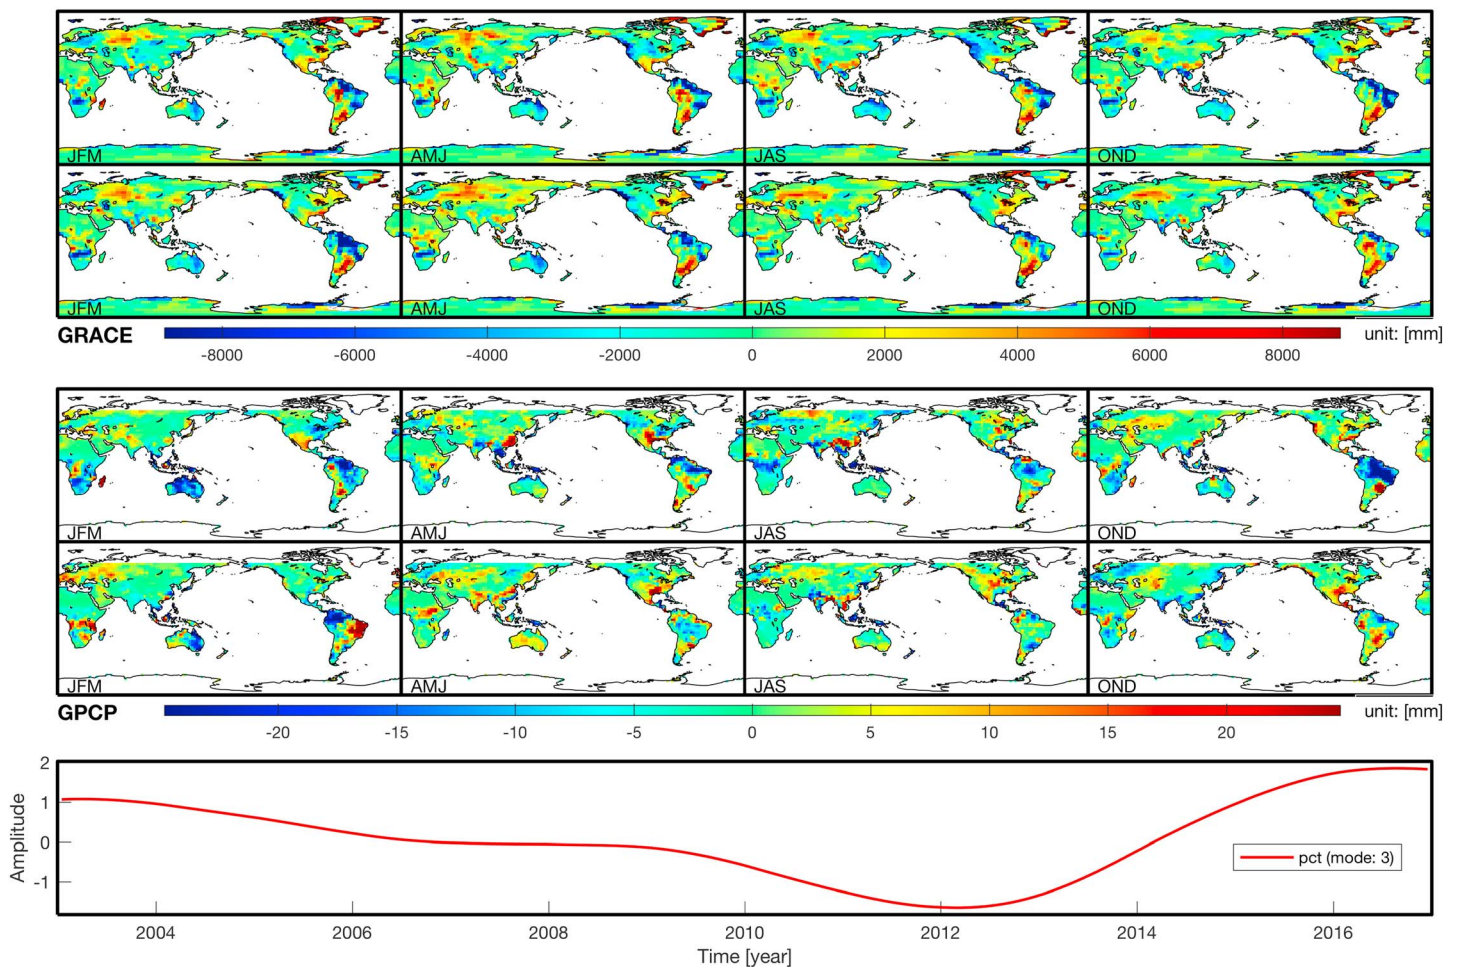 JFM AMJ JAS OND
JFM AMJ JAS OND
GRACE -8000 -6000 -4000 -2000 0 2000 4000 6000 8000 unit: [mm]
JFM AMJ JAS OND
JFM AMJ JAS OND
GPCP -20 -15 -10 -5 0 5 10 15 20 unit: [mm]
2
1
0
-1
Amplitude
pct (mode: 3)
2004 2006 2008 2010 2012 2014 2016
Time [year]